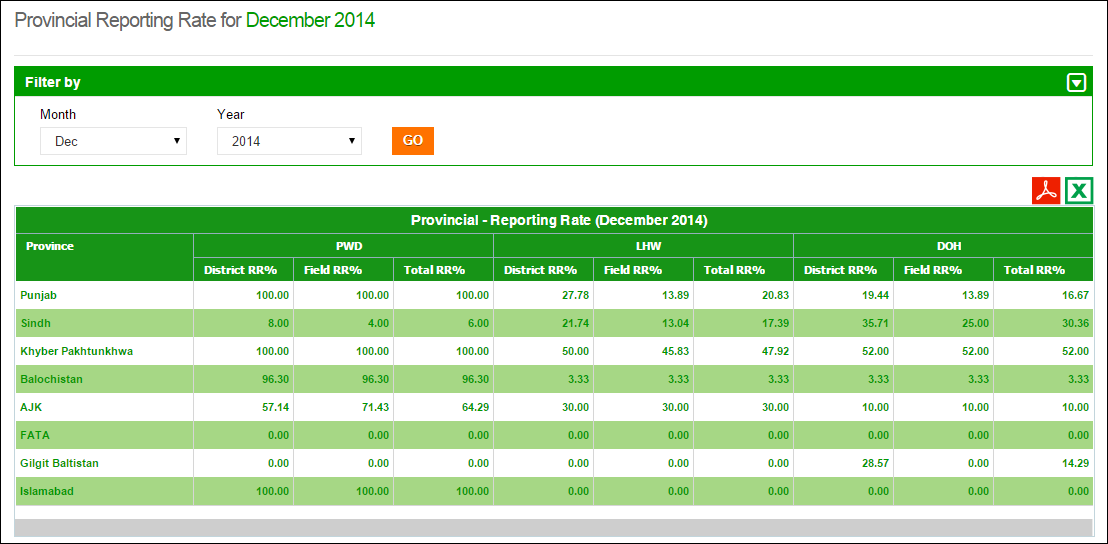 Provincial Reporting Rate for December 2014
Filter by
Month Year
Dec 2014 GO
Provincial - Reporting Rate (December 2014)
Province PWD LHW DOH
District RR% Field RR% Total RR% District RR% Field RR% Total RR% District RR% Field RR% Total RR%
Punjab 100.00 100.00 100.00 27.78 13.89 20.83 19.44 13.89 16.67
Sindh 8.00 4.00 6.00 21.74 13.04 17.39 35.71 25.00 30.36
Khyber Pakhtunkhwa 100.00 100.00 100.00 50.00 45.83 47.92 52.00 52.00 52.00
Balochistan 96.30 96.30 96.30 3.33 3.33 3.33 3.33 3.33 3.33
AJK 57.14 71.43 64.29 30.00 30.00 30.00 10.00 10.00 10.00
FATA 0.00 0.00 0.00 0.00 0.00 0.00 0.00 0.00 0.00
Gilgit Baltistan 0.00 0.00 0.00 0.00 0.00 0.00 28.57 0.00 14.29
Islamabad 100.00 100.00 100.00 0.00 0.00 0.00 0.00 0.00 0.00